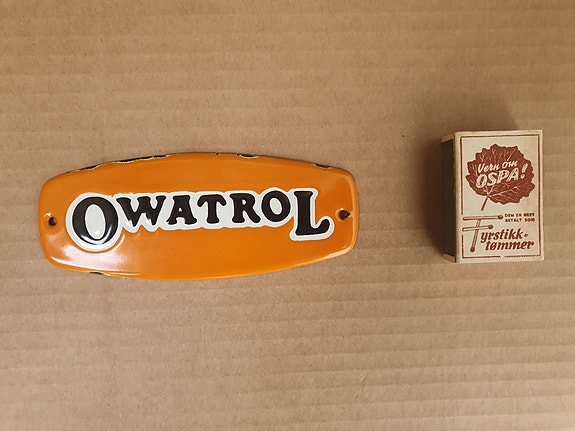 OWATROL
Vern om
OSPA!
DEN ER BEST
BETALT SOM
Fyrstikk-
tømmer